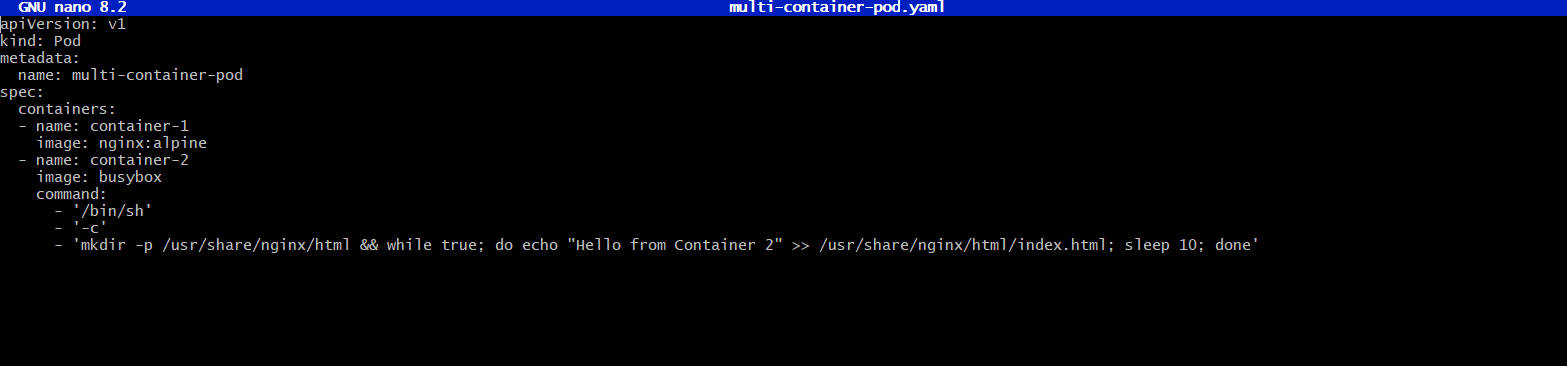 GNU nano 8.2 multi-container-pod.yaml
apiVersion: v1
kind: Pod
metadata:
  name: multi-container-pod
spec:
  containers:
  - name: container-1
    image: nginx:alpine
  - name: container-2
    image: busybox
    command:
      - '/bin/sh'
      - '-c'
      - 'mkdir -p /usr/share/nginx/html && while true; do echo "Hello from Container 2" >> /usr/share/nginx/html/index.html; sleep 10; done'